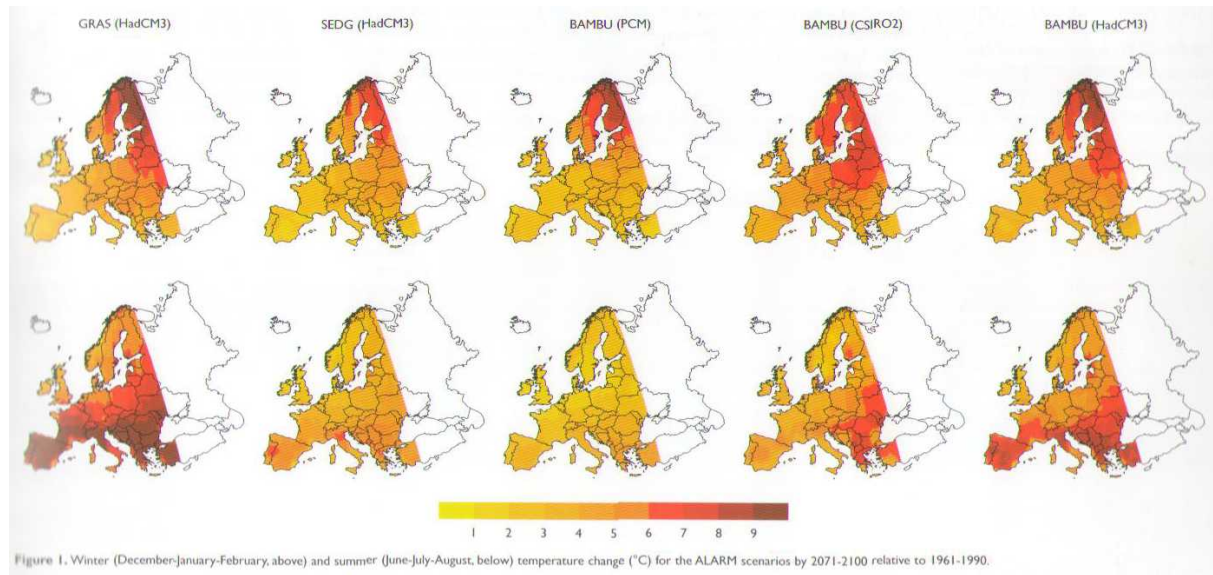 GRAS (HadCM3) SEDG (HadCM3) BAMBU (PCM) BAMBU (CSIRO2) BAMBU (HadCM3)
1 2 3 4 5 6 7 8 9
Figure 1. Winter (December-January-February, above) and summer (June-July-August, below) temperature change (°C) for the ALARM scenarios by 2071-2100 relative to 1961-1990.